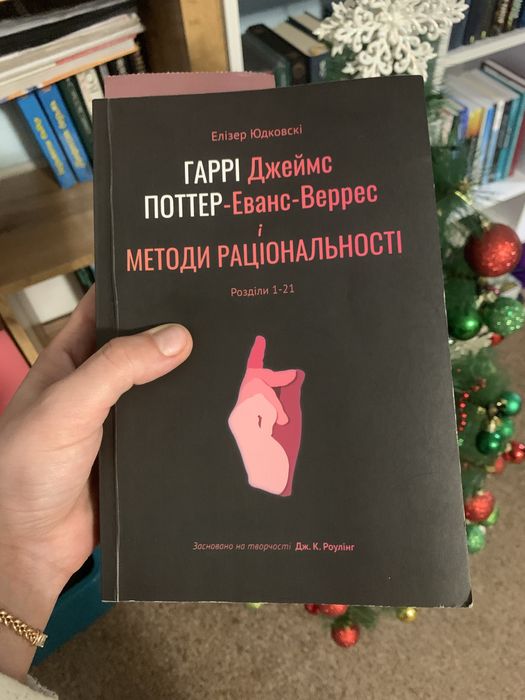 Елізер Юдковскі
ГАРРІ Джеймс
ПОТТЕР-Еванс-Веррес
і
МЕТОДИ РАЦІОНАЛЬНОСТІ
Розділи 1-21
Засновано на творчості Дж. К. Роулінг